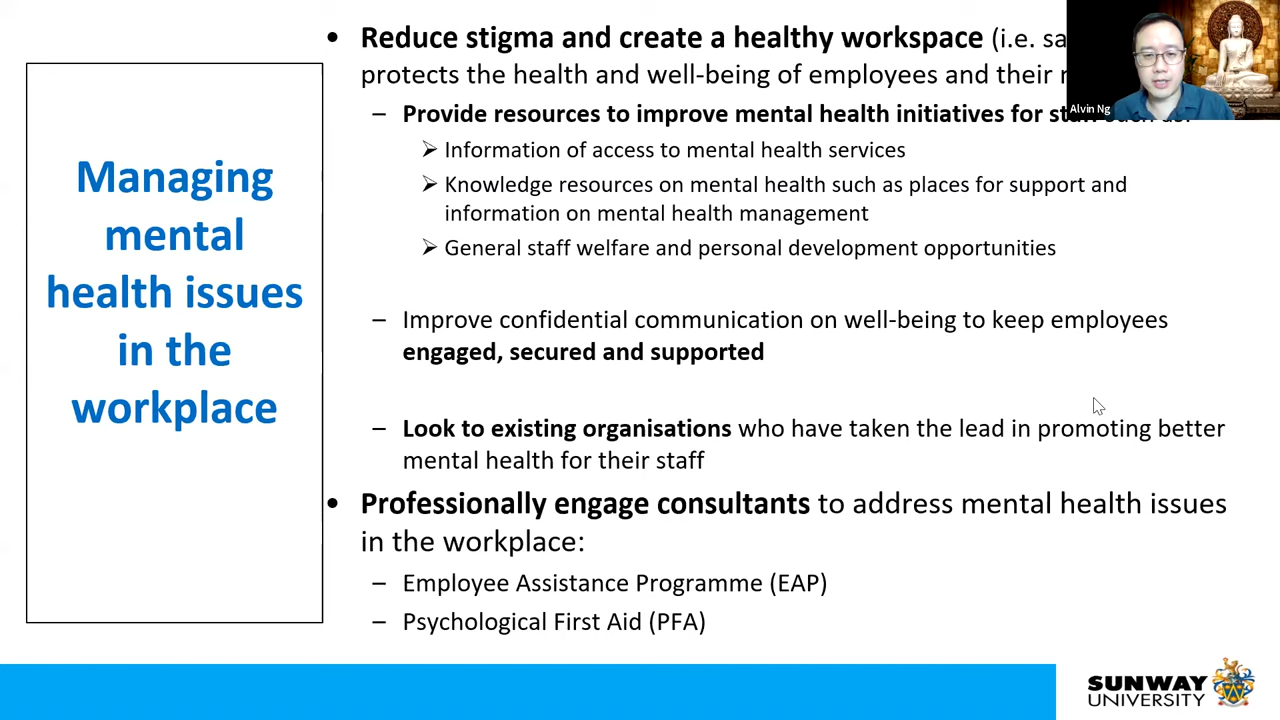 Managing
mental
health issues
in the
workplace
• Reduce stigma and create a healthy workspace (i.e.
protects the health and well-being of employees and their
– Provide resources to improve mental health initiatives for
➢ Information of access to mental health services
➢ Knowledge resources on mental health such as places for support and
information on mental health management
➢ General staff welfare and personal development opportunities
– Improve confidential communication on well-being to keep employees
engaged, secured and supported
– Look to existing organisations who have taken the lead in promoting better
mental health for their staff
• Professionally engage consultants to address mental health issues
in the workplace:
– Employee Assistance Programme (EAP)
– Psychological First Aid (PFA)
Alvin Ng
SUNWAY
UNIVERSITY